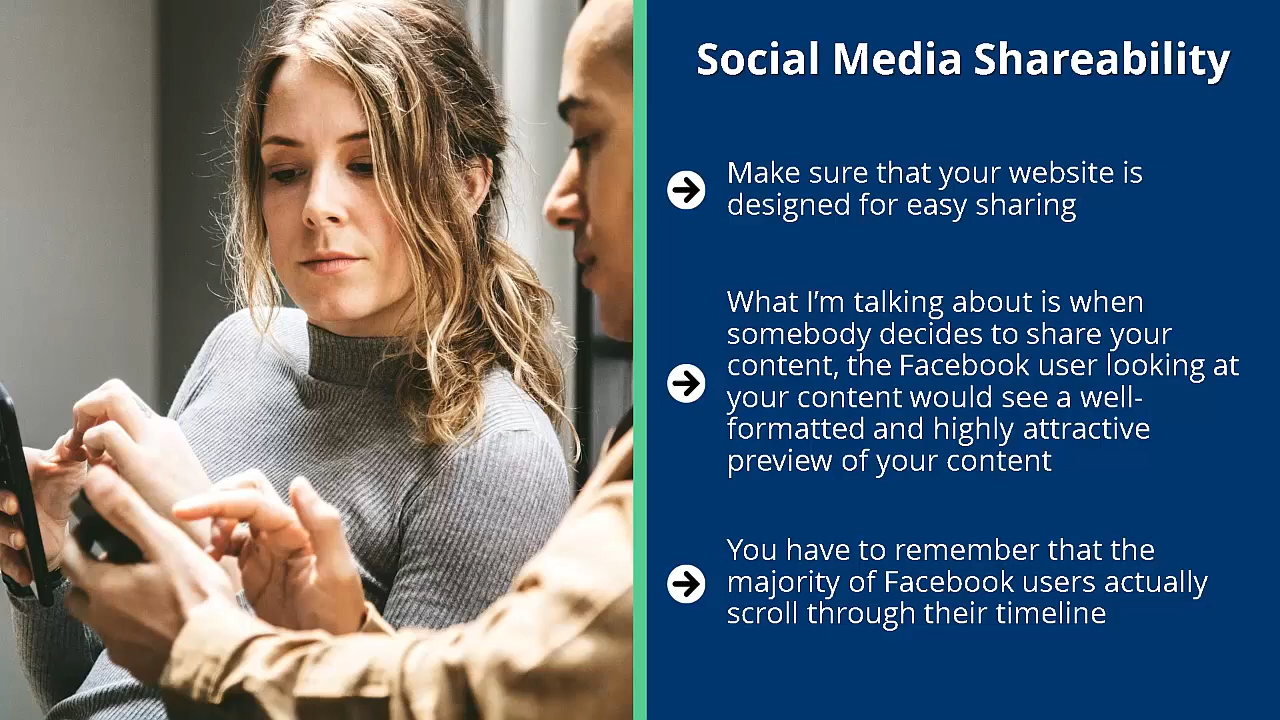 Social Media Shareability
Make sure that your website is
designed for easy sharing
What I'm talking about is when
somebody decides to share your
content, the Facebook user looking at
your content would see a well-
formatted and highly attractive
preview of your content
You have to remember that the
majority of Facebook users actually
scroll through their timeline